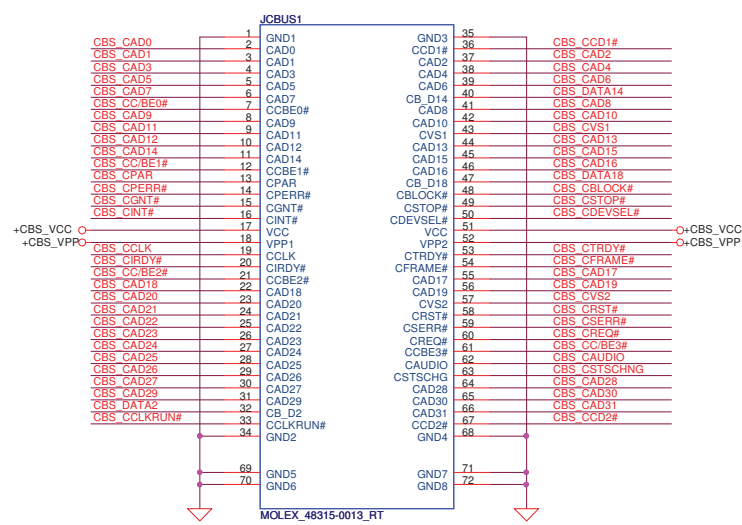 JCBUS1
1 GND1 GND3 35
CBS_CAD0 2 CAD0 CCD1# 36 CBS_CCD1#
CBS_CAD1 3 CAD1 CAD2 37 CBS_CAD2
CBS_CAD3 4 CAD3 CAD4 38 CBS_CAD4
CBS_CAD5 5 CAD5 CAD6 39 CBS_CAD6
CBS_CAD7 6 CAD7 CB_D14 40 CBS_DATA14
CBS_CC/BE0# 7 CCBE0# CAD8 41 CBS_CAD8
CBS_CAD9 8 CAD9 CAD10 42 CBS_CAD10
CBS_CAD11 9 CAD11 CVS1 43 CBS_CVS1
CBS_CAD12 10 CAD12 CAD13 44 CBS_CAD13
CBS_CAD14 11 CAD14 CAD15 45 CBS_CAD15
CBS_CC/BE1# 12 CCBE1# CAD16 46 CBS_CAD16
CBS_CPAR 13 CPAR CB_D18 47 CBS_DATA18
CBS_CPERR# 14 CPERR# CBLOCK# 48 CBS_CBLOCK#
CBS_CGNT# 15 CGNT# CSTOP# 49 CBS_CSTOP#
CBS_CINT# 16 CINT# CDEVSEL# 50 CBS_CDEVSEL#
+CBS_VCC 17 VCC VCC 51 +CBS_VCC
+CBS_VPP 18 VPP1 VPP2 52 +CBS_VPP
CBS_CCLK 19 CCLK CTRDY# 53 CBS_CTRDY#
CBS_CIRDY# 20 CIRDY# CFRAME# 54 CBS_CFRAME#
CBS_CC/BE2# 21 CCBE2# CAD17 55 CBS_CAD17
CBS_CAD18 22 CAD18 CAD19 56 CBS_CAD19
CBS_CAD20 23 CAD20 CVS2 57 CBS_CVS2
CBS_CAD21 24 CAD21 CRST# 58 CBS_CRST#
CBS_CAD22 25 CAD22 CSERR# 59 CBS_CSERR#
CBS_CAD23 26 CAD23 CREQ# 60 CBS_CREQ#
CBS_CAD24 27 CAD24 CCBE3# 61 CBS_CC/BE3#
CBS_CAD25 28 CAD25 CAUDIO 62 CBS_CAUDIO
CBS_CAD26 29 CAD26 CSTSCHG 63 CBS_CSTSCHNG
CBS_CAD27 30 CAD27 CAD28 64 CBS_CAD28
CBS_CAD29 31 CAD29 CAD30 65 CBS_CAD30
CBS_DATA2 32 CB_D2 CAD31 66 CBS_CAD31
CBS_CCLKRUN# 33 CCLKRUN# CCD2# 67 CBS_CCD2#
34 GND2 GND4 68
69 GND5 GND7 71
70 GND6 GND8 72
MOLEX_48315-0013_RT